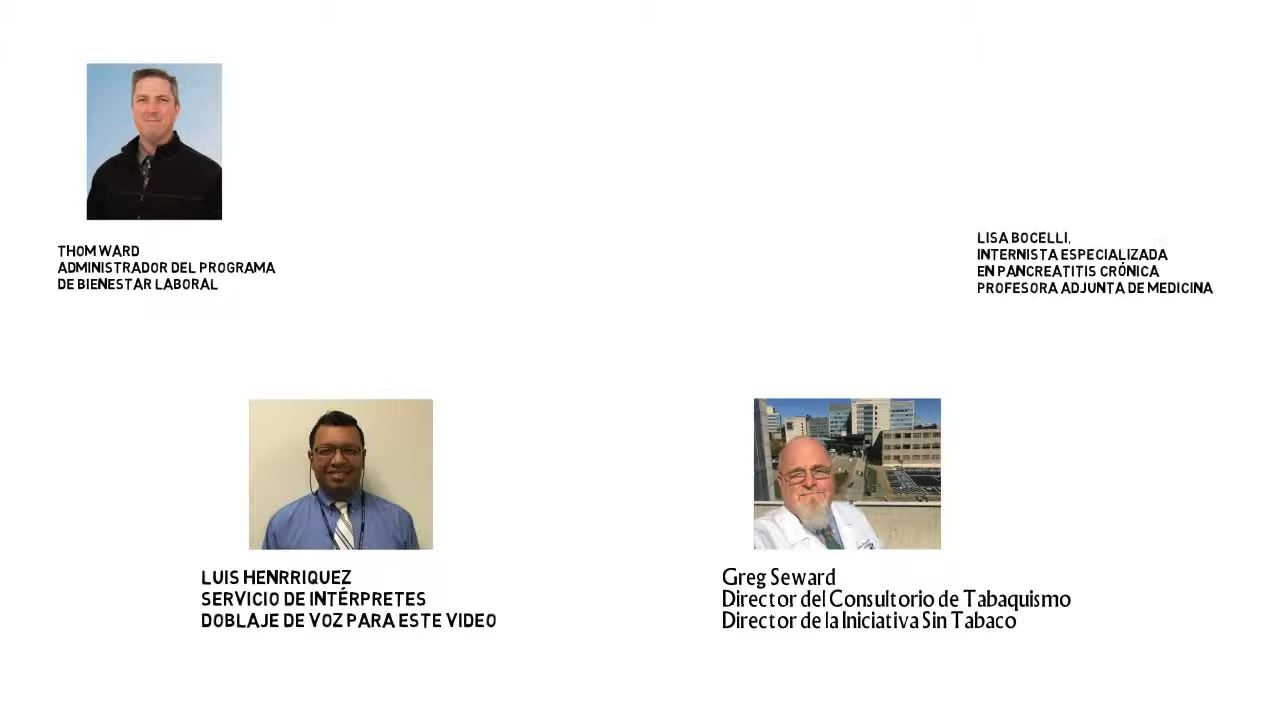 THOM WARD
ADMINISTRADOR DEL PROGRAMA
DE BIENESTAR LABORAL
LISA BOCELLI,
INTERNISTA ESPECIALIZADA
EN PANCREATITIS CRÓNICA
PROFESORA ADJUNTA DE MEDICINA
LUIS HENRRIQUEZ
SERVICIO DE INTÉRPRETES
DOBLAJE DE VOZ PARA ESTE VIDEO
Greg Seward
Director del Consultorio de Tabaquismo
Director de la Iniciativa Sin Tabaco